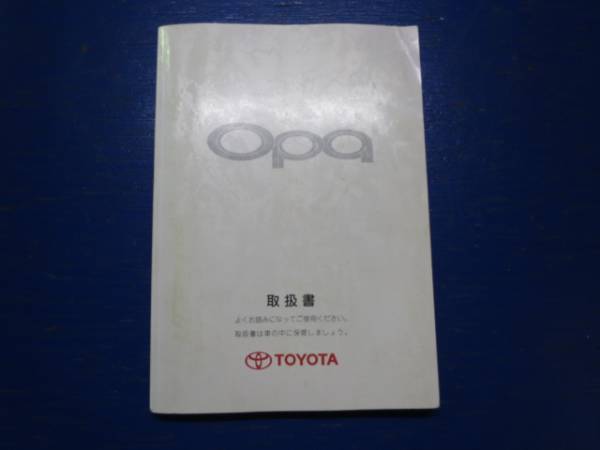 Opa
取扱書
よくお読みになってご使用ください。
取扱書は車の中に保管しましょう。
TOYOTA